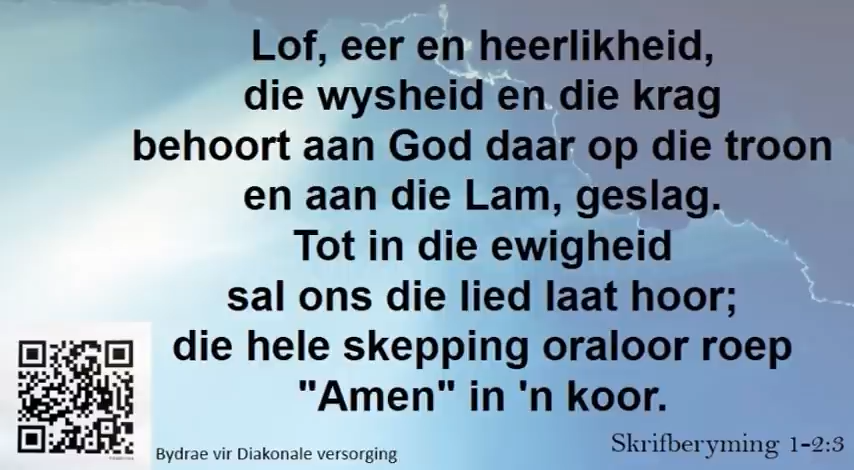 Lof, eer en heerlikheid,
die wysheid en die krag
behoort aan God daar op die troon
en aan die Lam, geslag.
Tot in die ewigheid
sal ons die lied laat hoor;
die hele skepping oraloor roep
"Amen" in 'n koor.
Bydrae vir Diakonale versorging
Skrifberyming 1-2:3